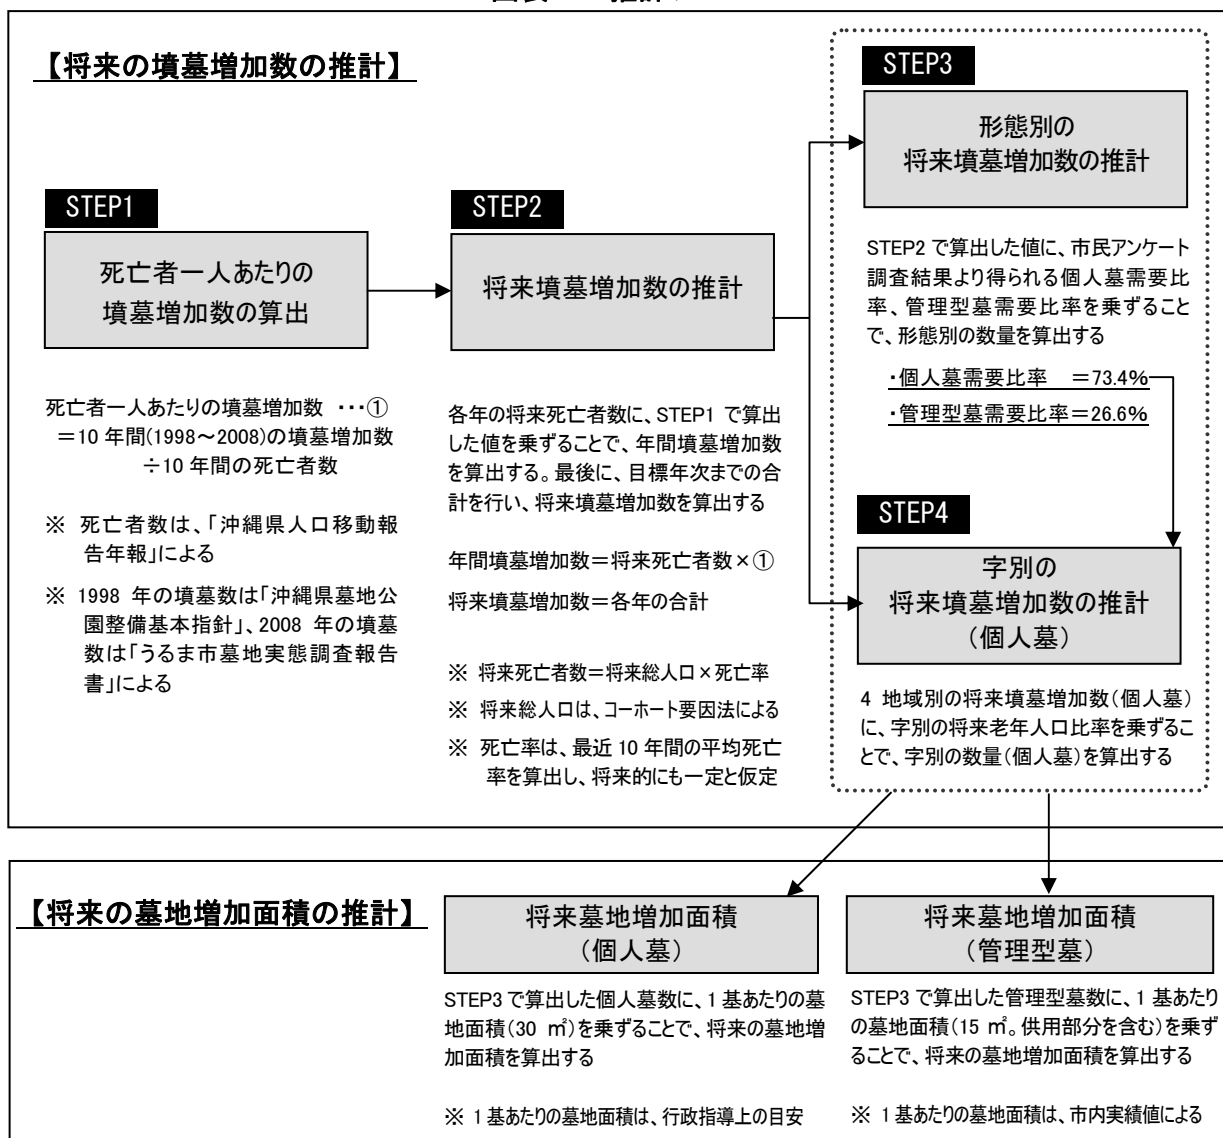 【将来の墳墓増加数の推計】
STEP1
死亡者一人あたりの
墳墓増加数の算出
死亡者一人あたりの墳墓増加数 ･･･①
＝10 年間(1998～2008)の墳墓増加数
÷10 年間の死亡者数
※ 死亡者数は、「沖縄県人口移動報
告年報」による
※ 1998 年の墳墓数は「沖縄県墓地公
園整備基本指針」、2008 年の墳墓
数は「うるま市墓地実態調査報告
書」による
STEP2
将来墳墓増加数の推計
各年の将来死亡者数に、STEP1 で算出
した値を乗ずることで、年間墳墓増加数
を算出する。最後に、目標年次までの合
計を行い、将来墳墓増加数を算出する
年間墳墓増加数＝将来死亡者数×①
将来墳墓増加数＝各年の合計
※ 将来死亡者数＝将来総人口×死亡率
※ 将来総人口は、コーホート要因法による
※ 死亡率は、最近 10 年間の平均死亡
率を算出し、将来的にも一定と仮定
STEP3
形態別の
将来墳墓増加数の推計
STEP2 で算出した値に、市民アンケート
調査結果より得られる個人墓需要比
率、管理型墓需要比率を乗ずること
で、形態別の数量を算出する
・個人墓需要比率 ＝73.4%
・管理型墓需要比率＝26.6%
STEP4
字別の
将来墳墓増加数の推計
（個人墓）
4 地域別の将来墳墓増加数（個人墓）
に、字別の将来老年人口比率を乗ずるこ
とで、字別の数量（個人墓）を算出する
【将来の墓地増加面積の推計】
将来墓地増加面積
（個人墓）
STEP3 で算出した個人墓数に、1 基あたりの墓
地面積（30 ㎡）を乗ずることで、将来の墓地増
加面積を算出する
※ 1 基あたりの墓地面積は、行政指導上の目安
将来墓地増加面積
（管理型墓）
STEP3 で算出した管理型墓数に、1 基あたり
の墓地面積（15 ㎡。供用部分を含む）を乗ず
ることで、将来の墓地増加面積を算出する
※ 1 基あたりの墓地面積は、市内実績値による